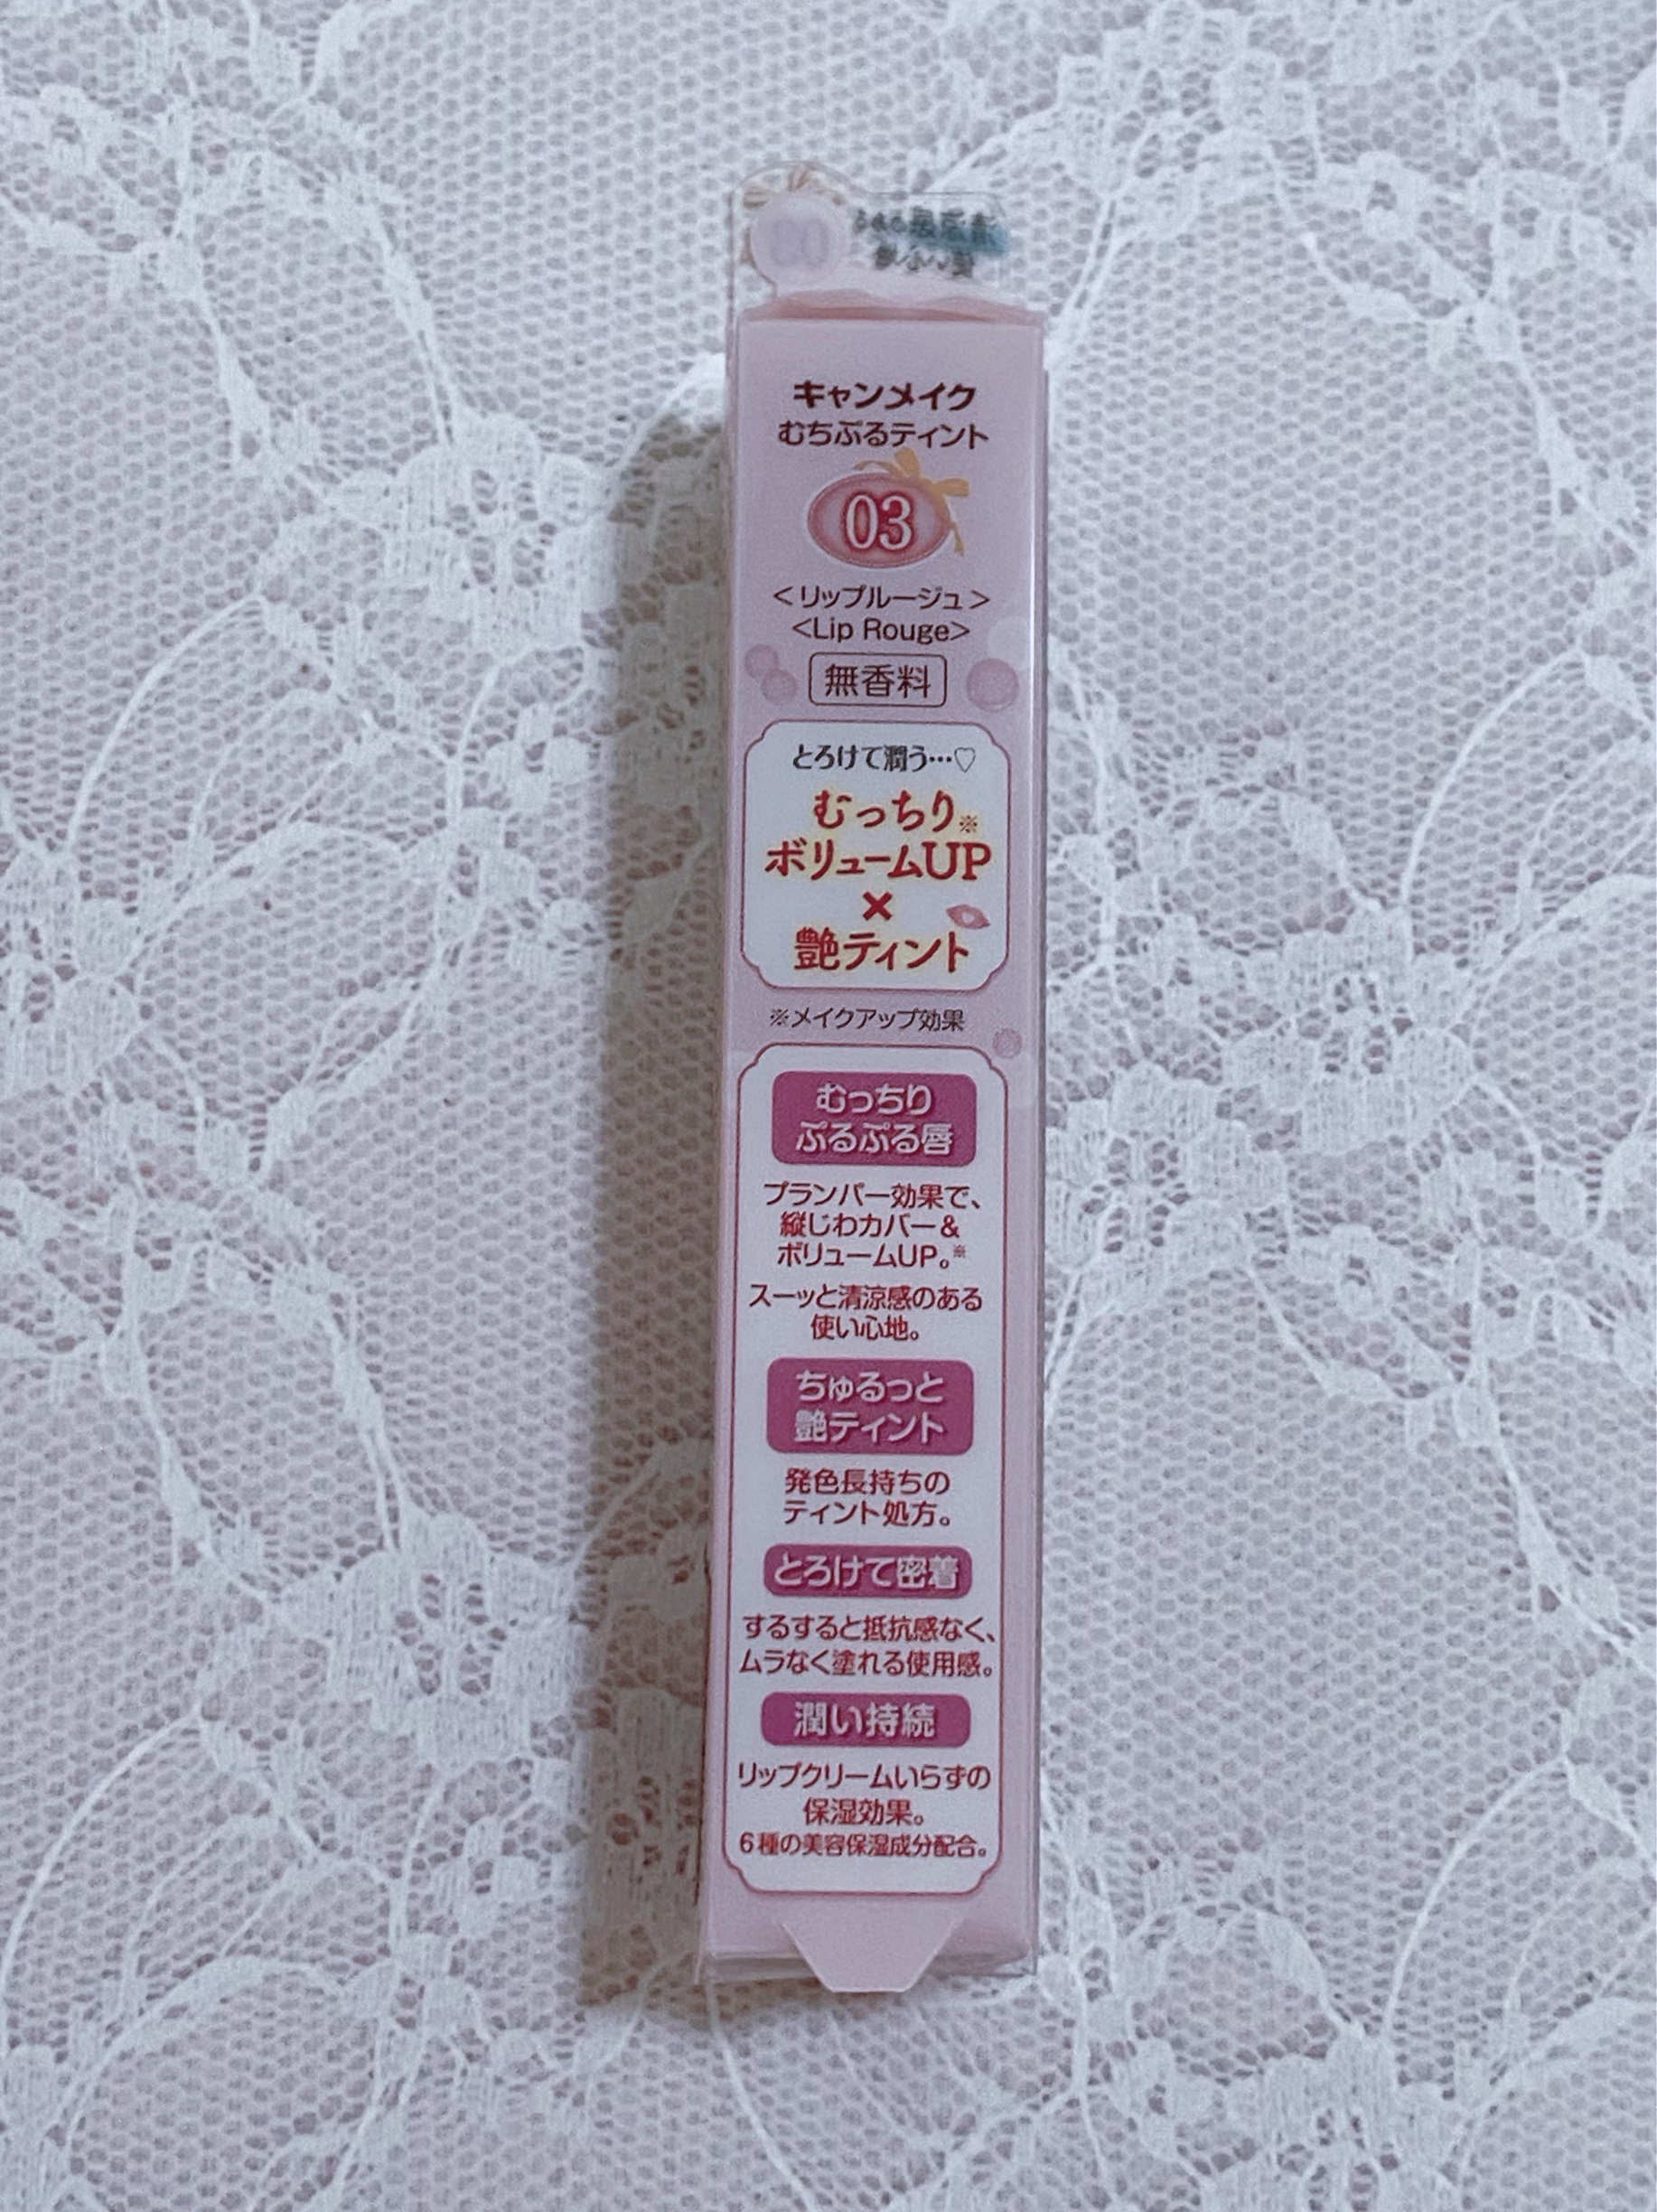 キャンメイク
むちぷるティント
03
＜リップルージュ＞
<Lip Rouge>
無香料
とろけて潤う…♡
むっちり※
ボリュームUP
×
艶ティント
※メイクアップ効果
むっちり
ぷるぷる唇
プランパー効果で、
縦じわカバー＆
ボリュームUP。※
スーッと清涼感のある
使い心地。
ちゅるっと
艶ティント
発色長持ちの
ティント処方。
とろけて密着
するすると抵抗感なく、
ムラなく塗れる使用感。
潤い持続
リップクリームいらずの
保湿効果。
6種の美容保湿成分配合。